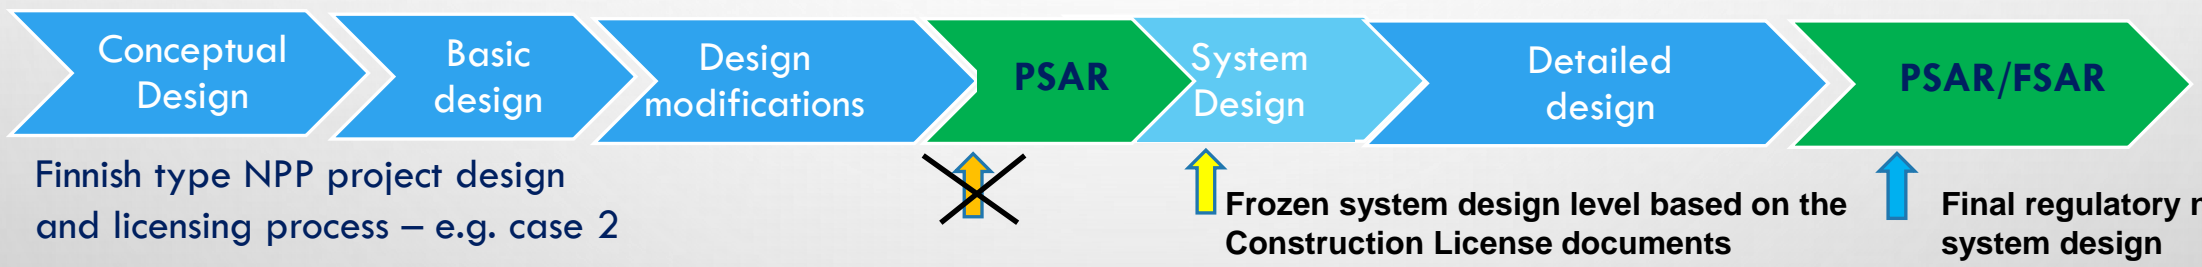 Conceptual
Design
Basic
design
Design
modifications
PSAR
System
Design
Detailed
design
PSAR/FSAR
Finnish type NPP project design
and licensing process – e.g. case 2
Frozen system design level based on the
Construction License documents
Final regulatory
system design